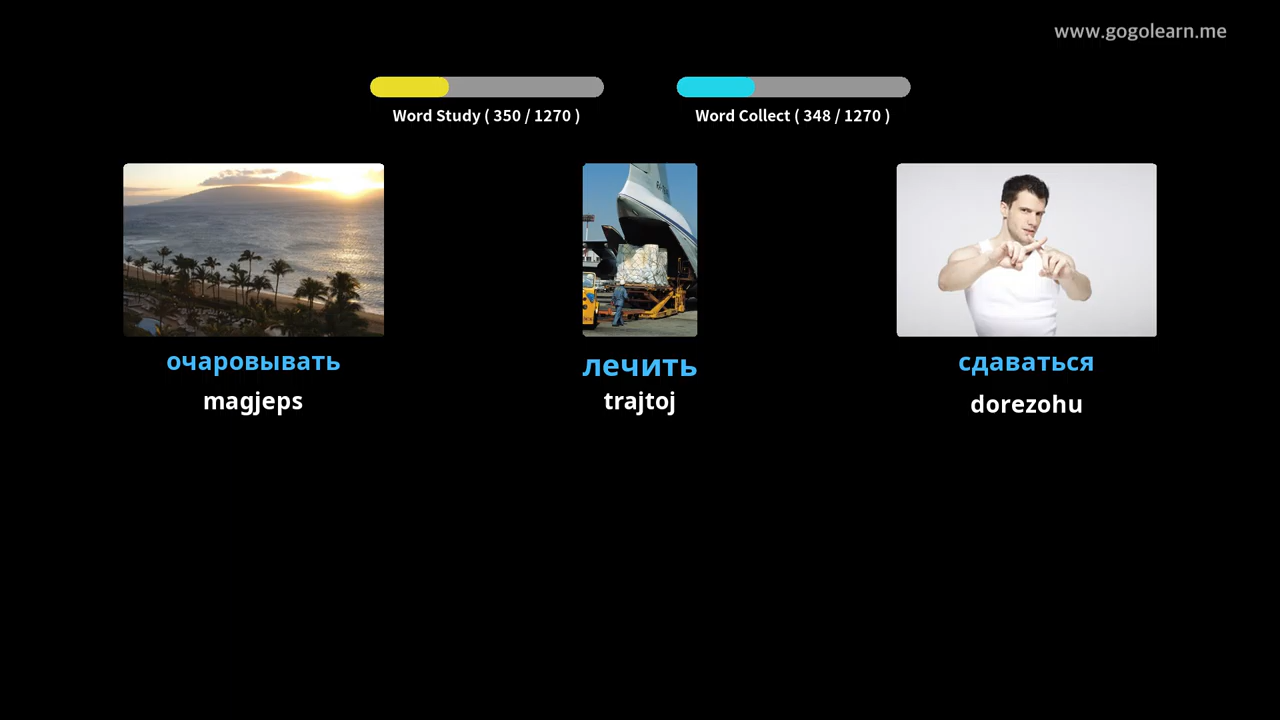 www.gogolearn.me
Word Study ( 350 / 1270 )
Word Collect ( 348 / 1270 )
очаровывать
лечить
сдаваться
magjeps
trajtoj
dorezohu